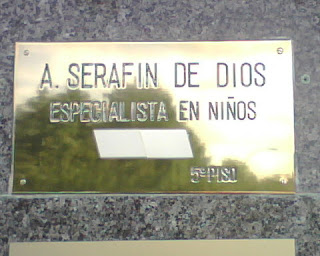 A. SERAFIN DE DIOS
ESPECIALISTA EN NIÑOS
5º PISO